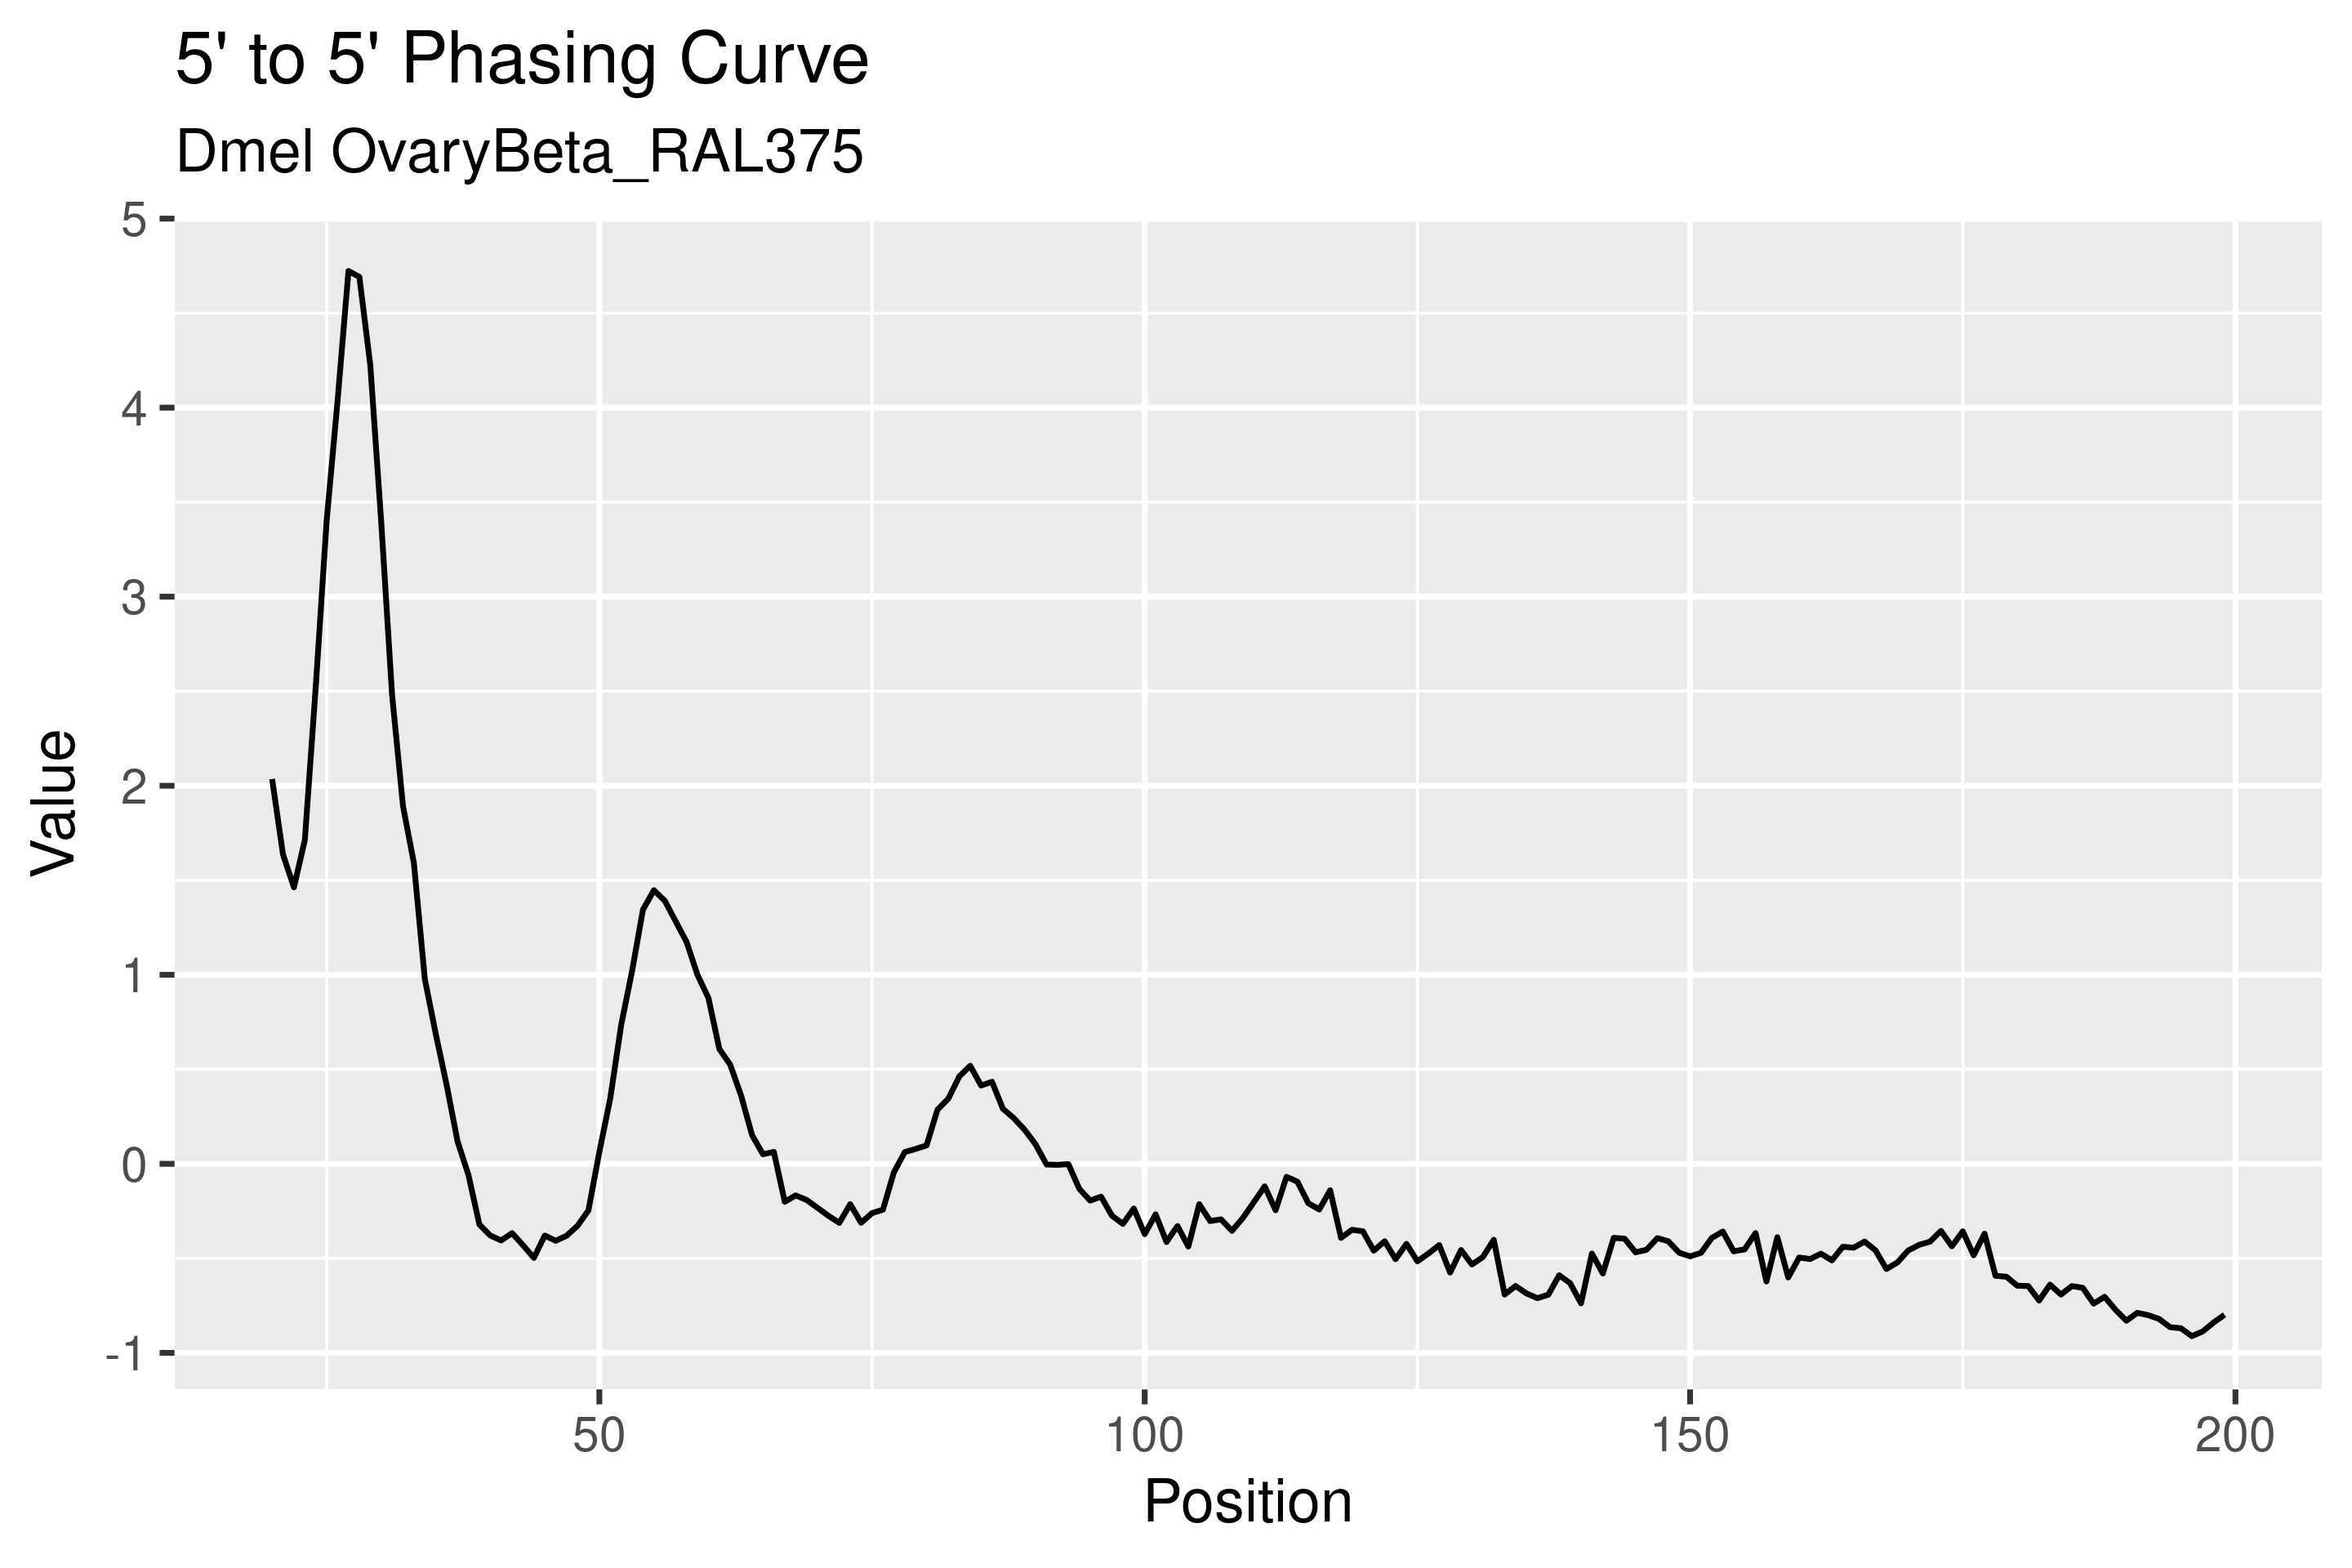 5' to 5' Phasing Curve
Dmel OvaryBeta_RAL375
5
4
3
2
1
0
-1
Value
50 100 150 200
Position